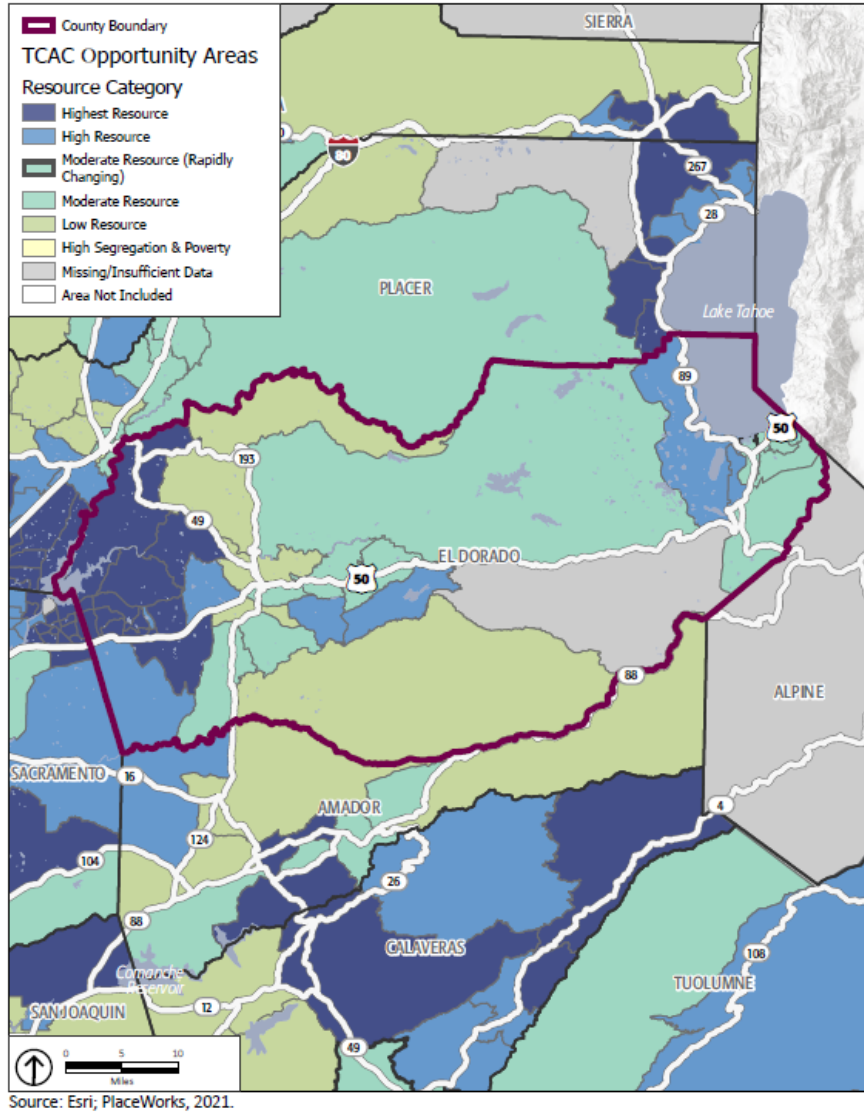 County Boundary
TCAC Opportunity Areas
Resource Category
Highest Resource
High Resource
Moderate Resource (Rapidly
Changing)
Moderate Resource
Low Resource
High Segregation & Poverty
Missing/Insufficient Data
Area Not Included
SIERRA
80
267
28
PLACER
Lake Tahoe
89
50
193
49
EL DORADO
50
88
ALPINE
SACRAMENTO
16
AMADOR
4
124
104
26
88
CALAVERAS
Comanche
Reservoir
TUOLUMNE
108
SAN JOAQUIN
12
49
0 5 10
Miles
Source: Esri; PlaceWorks, 2021.